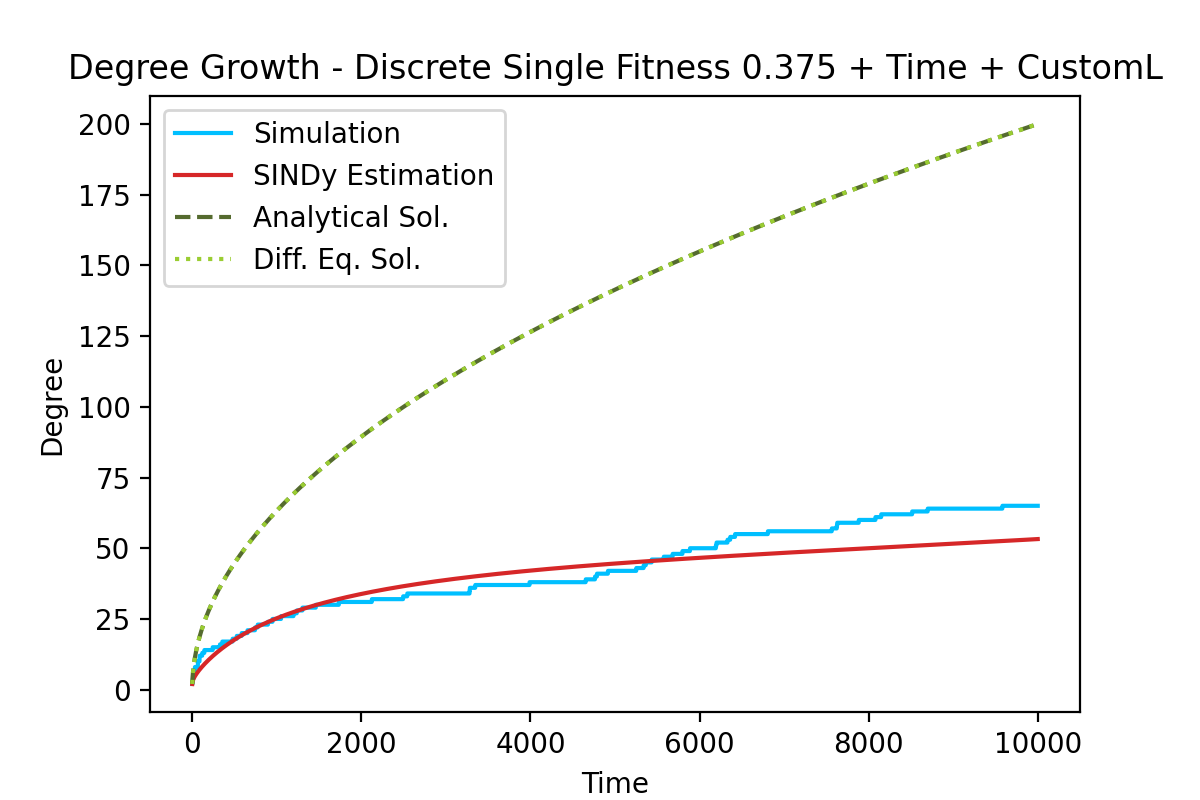 Degree Growth - Discrete Single Fitness 0.375 + Time + CustomL
Simulation
SINDy Estimation
Analytical Sol.
Diff. Eq. Sol.
200
175
150
125
100
75
50
25
0
Degree
0 2000 4000 6000 8000 10000
Time